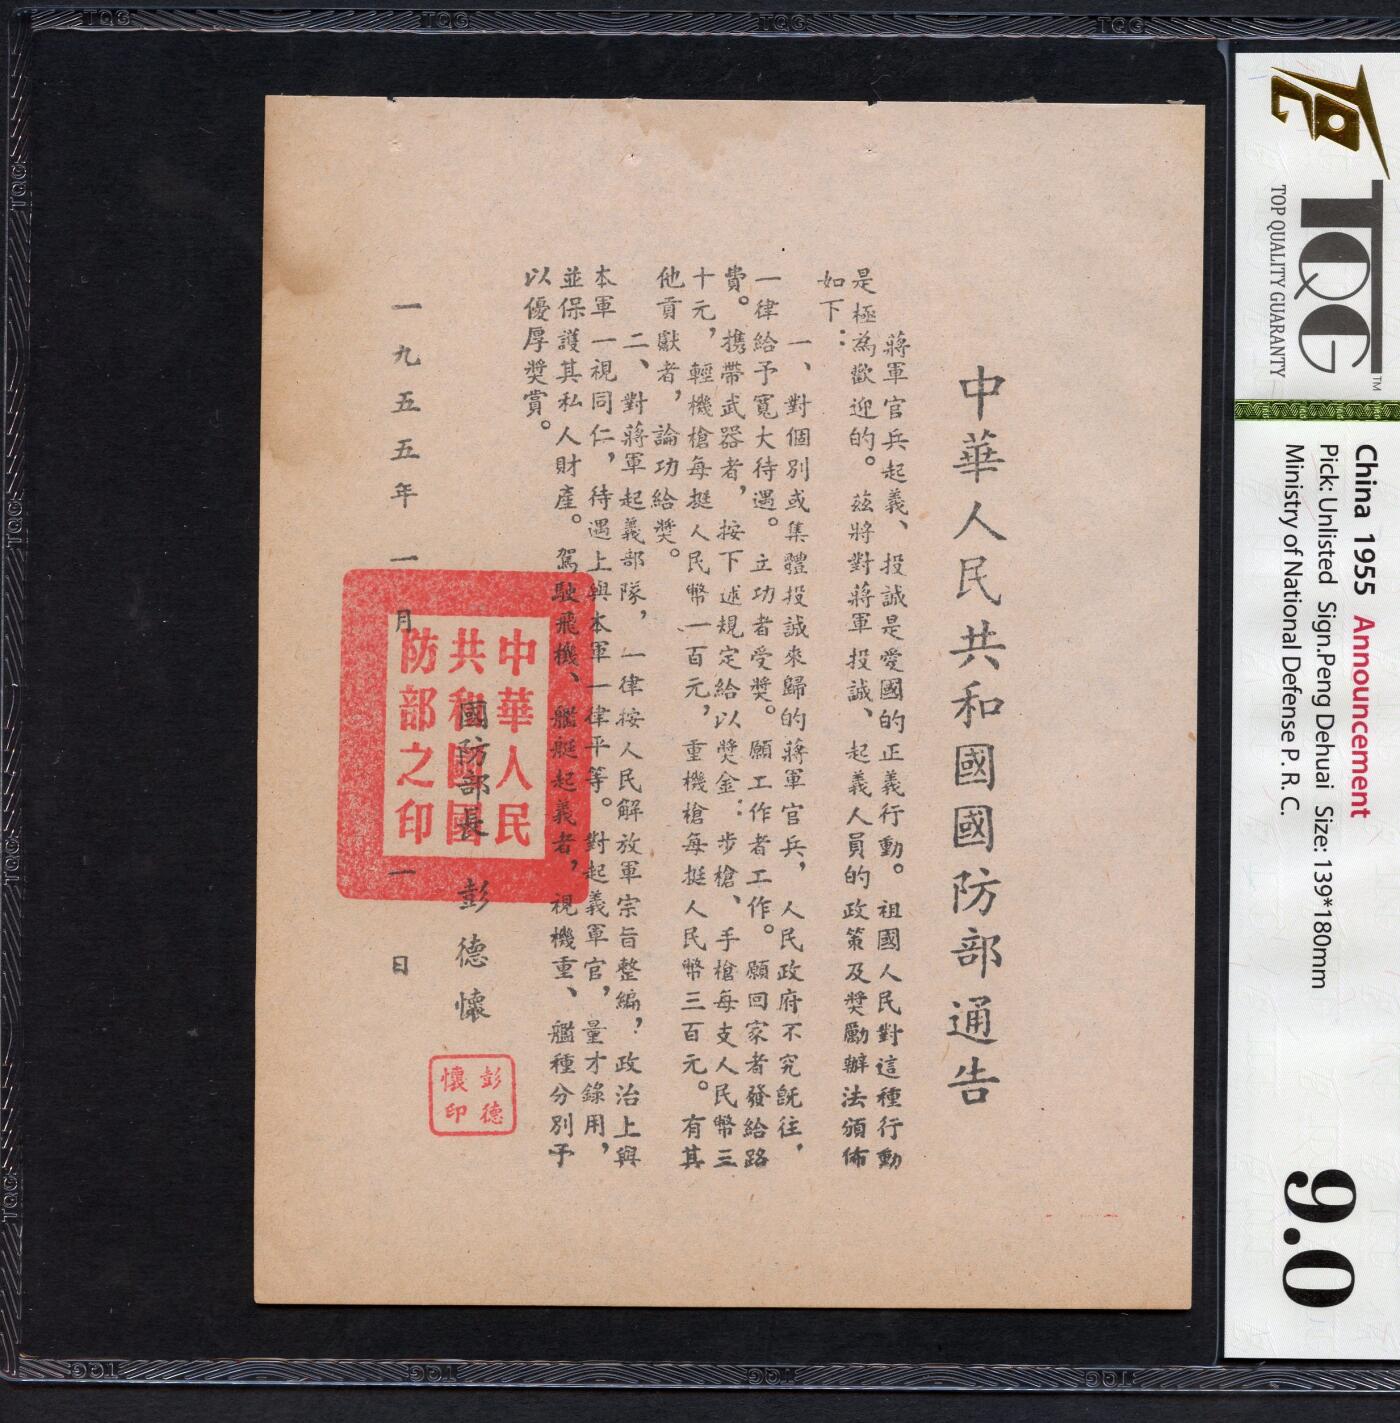 中華人民共和國國防部通告
蔣軍官兵起義、投誠是愛國的正義行動。祖國人民對這種行動
是極為歡迎的。茲將對蔣軍投誠、起義人員的政策及獎勵辦法頒佈
如下：
一、對個別或集體投誠來歸的蔣軍官兵，人民政府不究既往，
一律給予寬大待遇。立功者受獎。願工作者工作。願回家者發給路
費。携帶武器者，按下述規定給以獎金：步槍、手槍每支人民幣三
十元，輕機槍每挺人民幣一百元，重機槍每挺人民幣三百元。有其
他貢獻者，論功給獎。
二、對蔣軍起義部隊，一律按人民解放軍宗旨整編，政治上與
本軍一視同仁，待遇上與本軍一律平等。對起義軍官，量才錄用，
並保護其私人財產。駕駛飛機、艦艇起義者，視機重、艦種分別予
以優厚獎賞。
國防部長 彭德懷
彭德
懷印
一九五五年 一月 一日
中華人民
共和國國
防部之印
TQG
TOP QUALITY GUARANTY
TM
China 1955 Announcement
Pick: Unlisted Sign.Peng Dehuai Size: 139*180mm
Ministry of National Defense P. R. C.
9.0
TQG
TQG
TQG
TQG
TQG
TQG
TQG
TQG
TQG
TQG
TQG
TQG